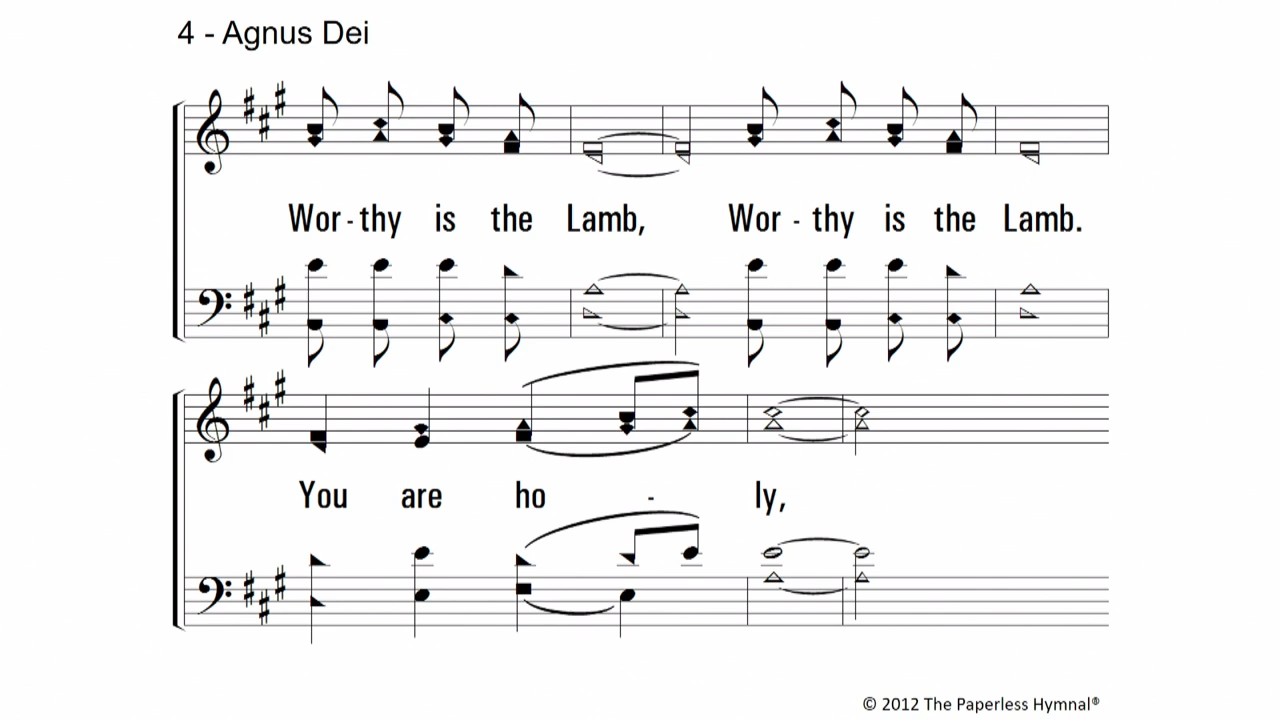 4 - Agnus Dei
Wor - thy is the Lamb, Wor - thy is the Lamb.
You are ho - ly,
© 2012 The Paperless Hymnal®